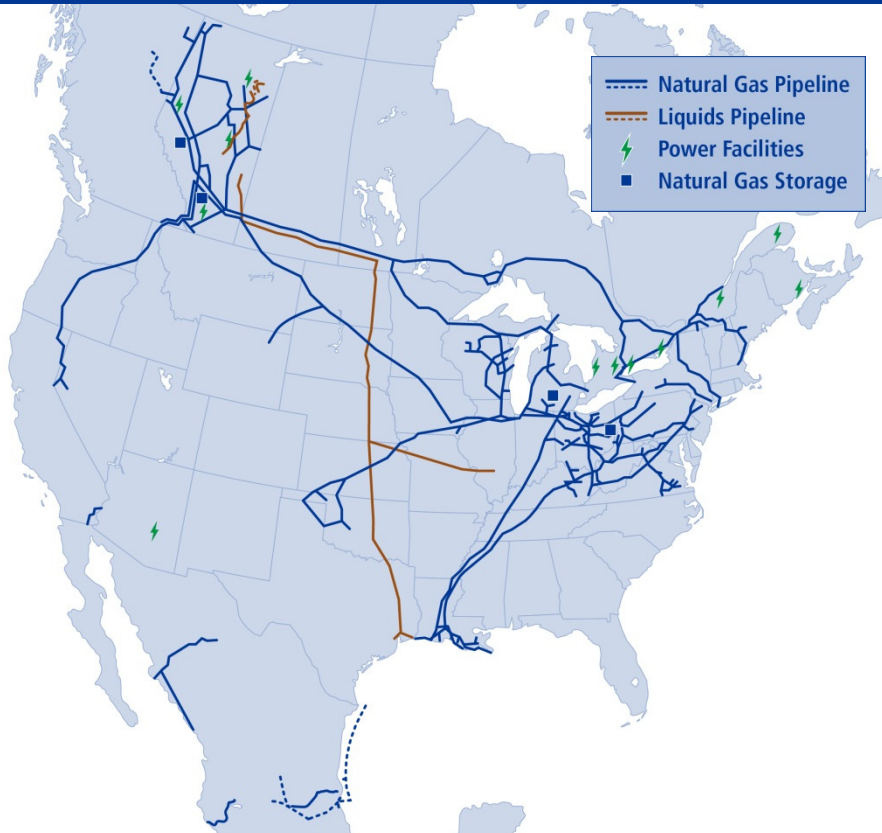 Natural Gas Pipeline
Liquids Pipeline
Power Facilities
Natural Gas Storage